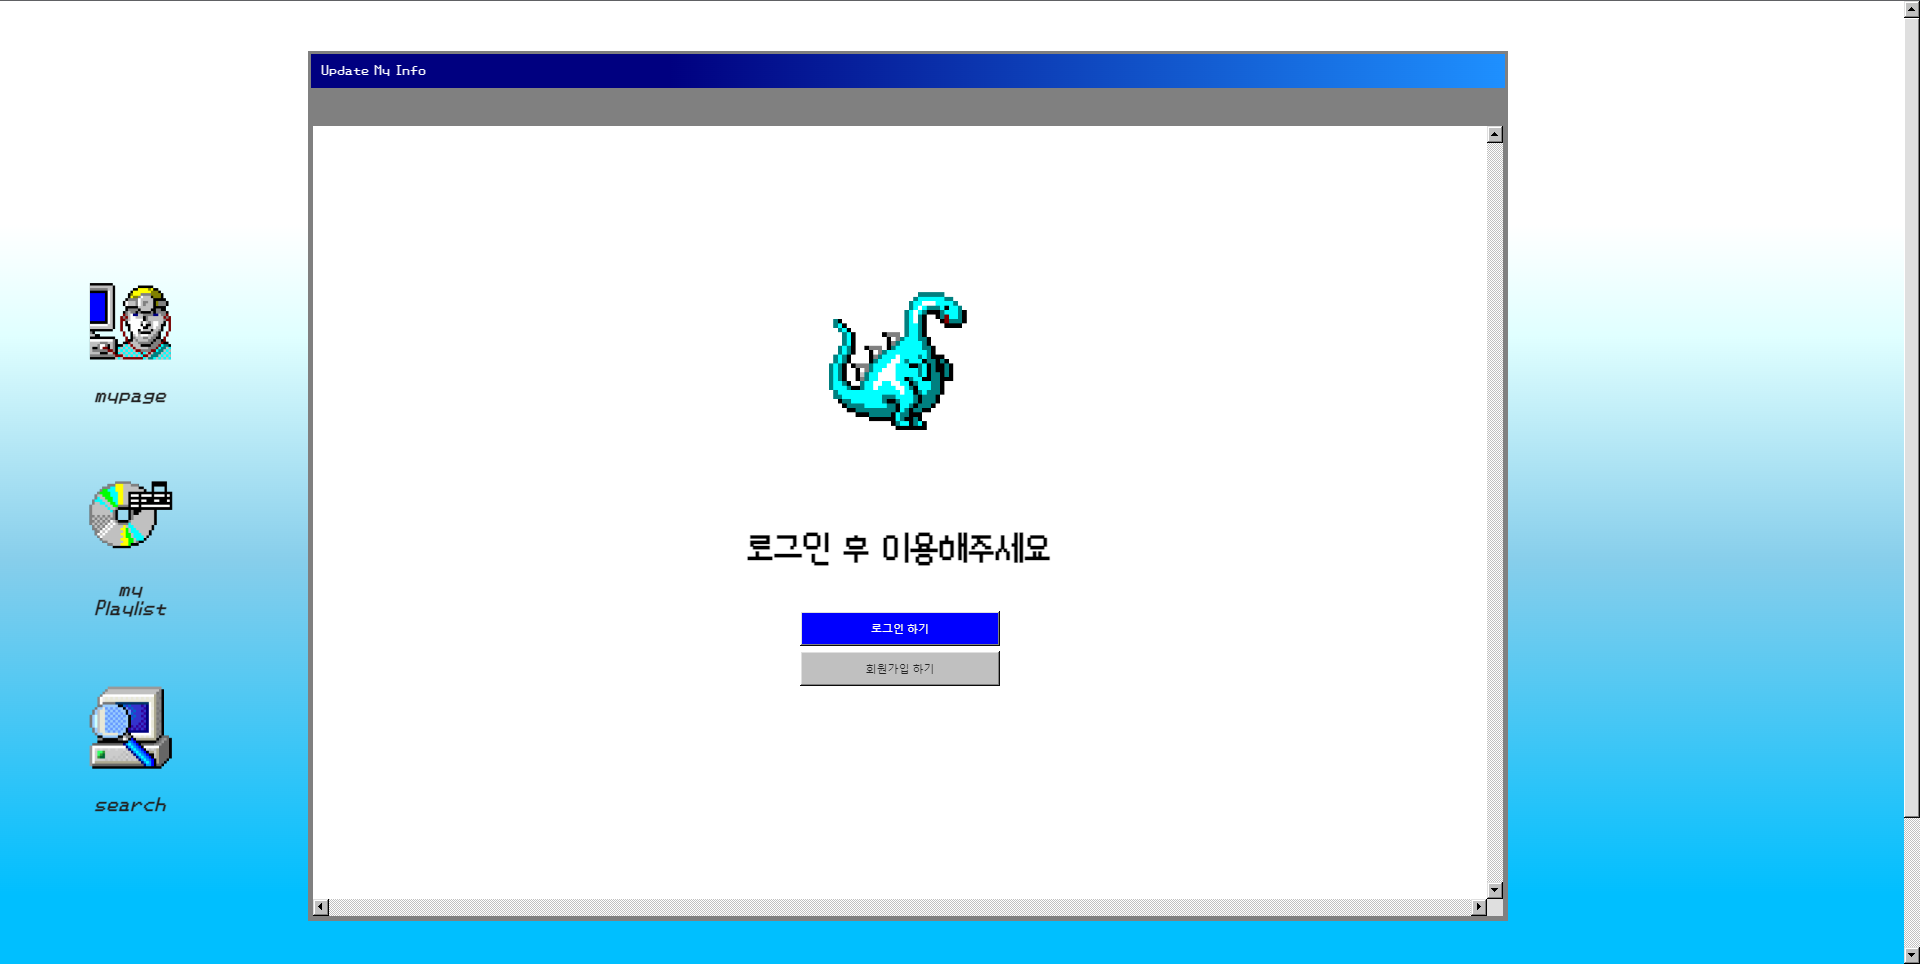 Update My Info
mypage
my
Playlist
search
로그인 후 이용해주세요
로그인 하기
회원가입 하기